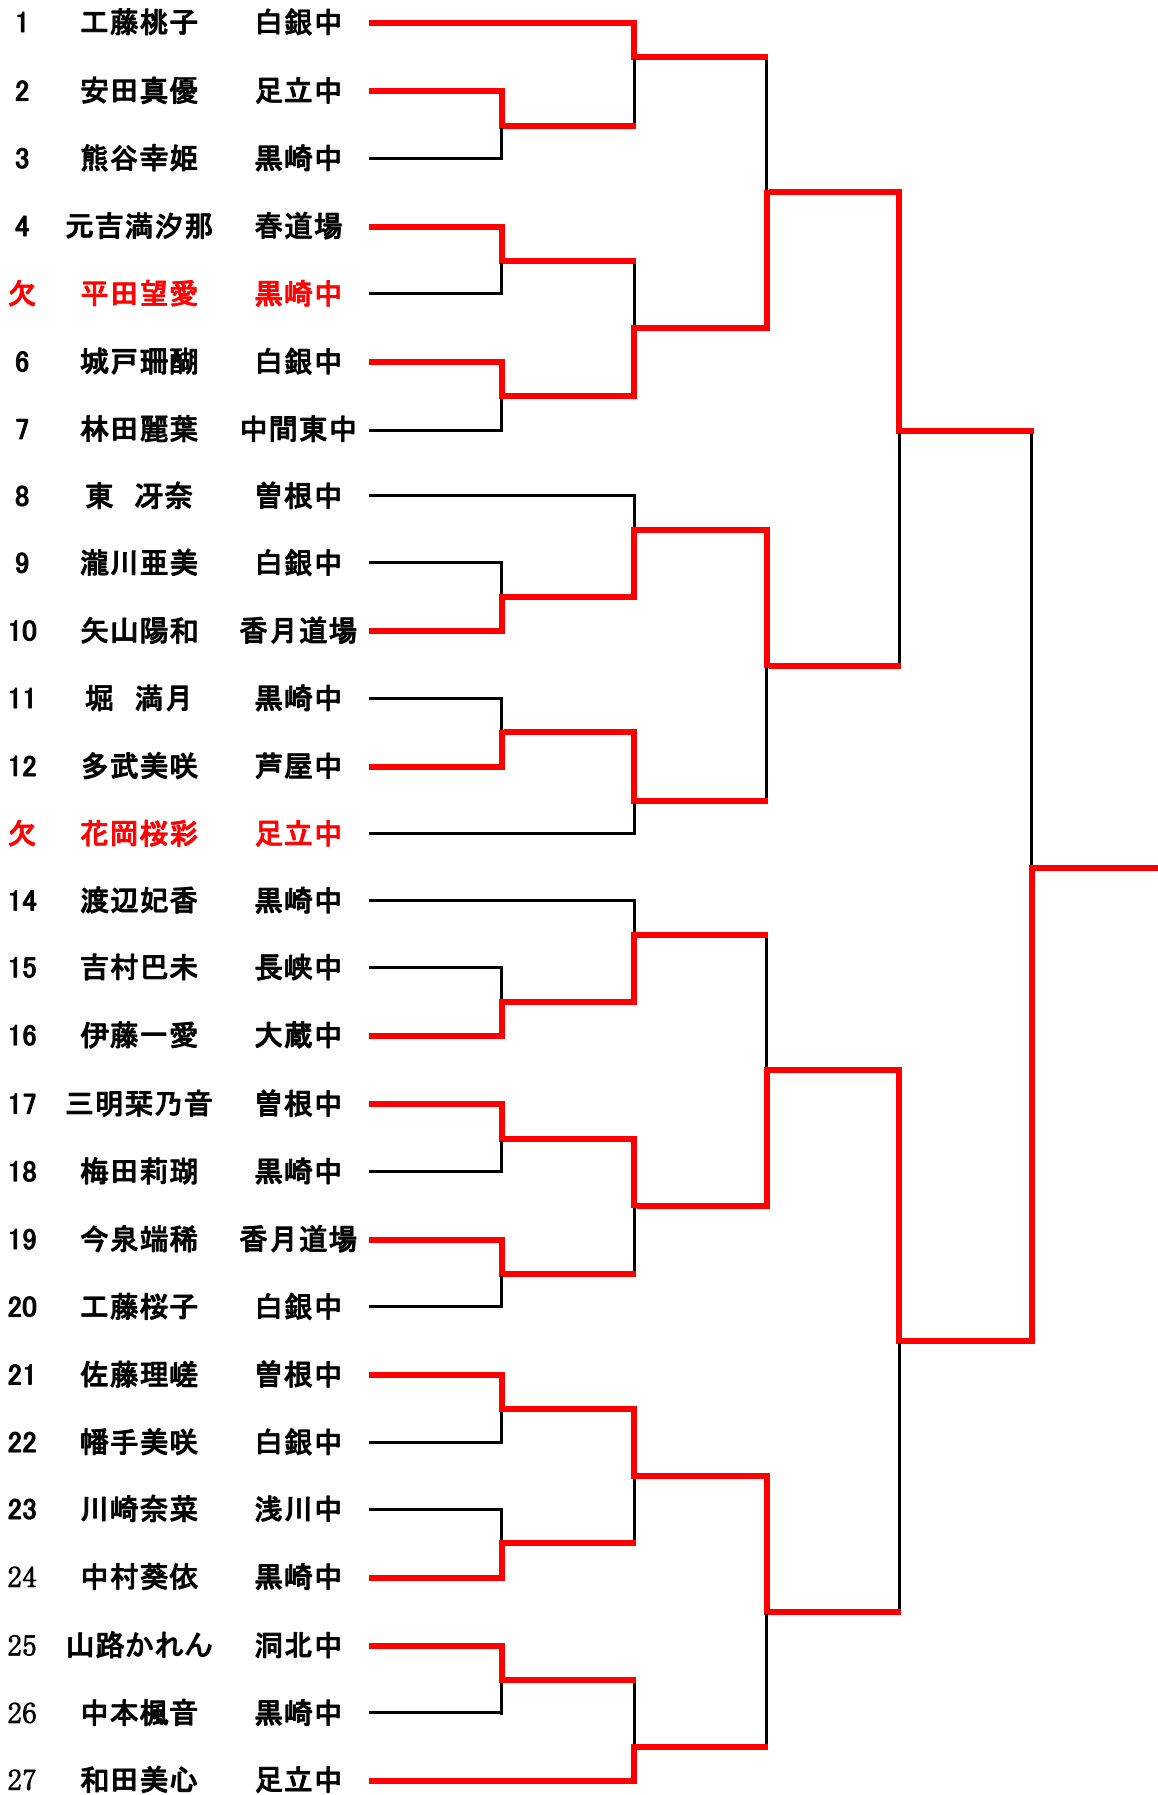 1 工藤桃子 白銀中
2 安田真優 足立中
3 熊谷幸姫 黒崎中
4 元吉満汐那 春道場
欠 平田望愛 黒崎中
6 城戸珊醐 白銀中
7 林田麗葉 中間東中
8 東 冴奈 曽根中
9 瀧川亜美 白銀中
10 矢山陽和 香月道場
11 堀 満月 黒崎中
12 多武美咲 芦屋中
欠 花岡桜彩 足立中
14 渡辺妃香 黒崎中
15 吉村巴未 長峡中
16 伊藤一愛 大蔵中
17 三明栞乃音 曽根中
18 梅田莉瑚 黒崎中
19 今泉端稀 香月道場
20 工藤桜子 白銀中
21 佐藤理嵯 曽根中
22 幡手美咲 白銀中
23 川崎奈菜 浅川中
24 中村葵依 黒崎中
25 山路かれん 洞北中
26 中本楓音 黒崎中
27 和田美心 足立中